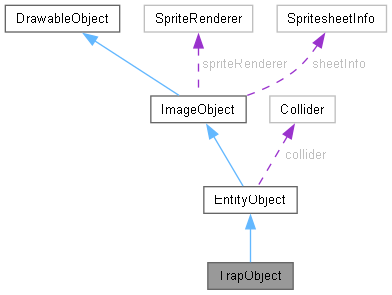 DrawableObject
SpriteRenderer
SpritesheetInfo
spriteRenderer
sheetInfo
ImageObject
Collider
collider
EntityObject
TrapObject